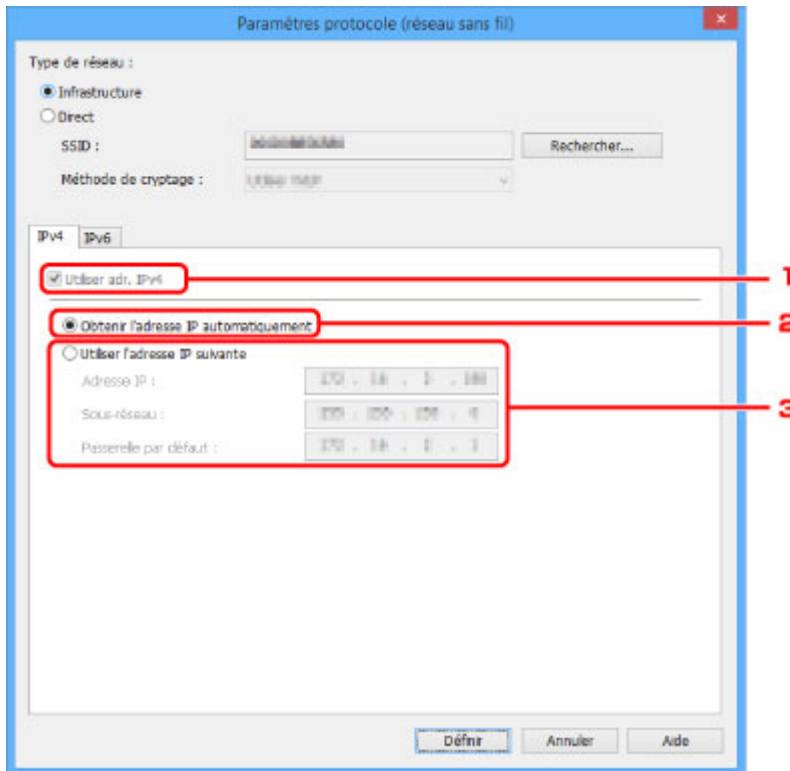 Paramètres protocole (réseau sans fil)
Type de réseau :
Infrastructure
Direct
SSID :
Rechercher...
Méthode de cryptage :
IPv4 IPv6
Utiliser adr. IPv4
1
Obtenir l'adresse IP automatiquement
2
Utiliser l'adresse IP suivante
Adresse IP :
3
Sous-réseau :
Passerelle par défaut :
Définir Annuler Aide